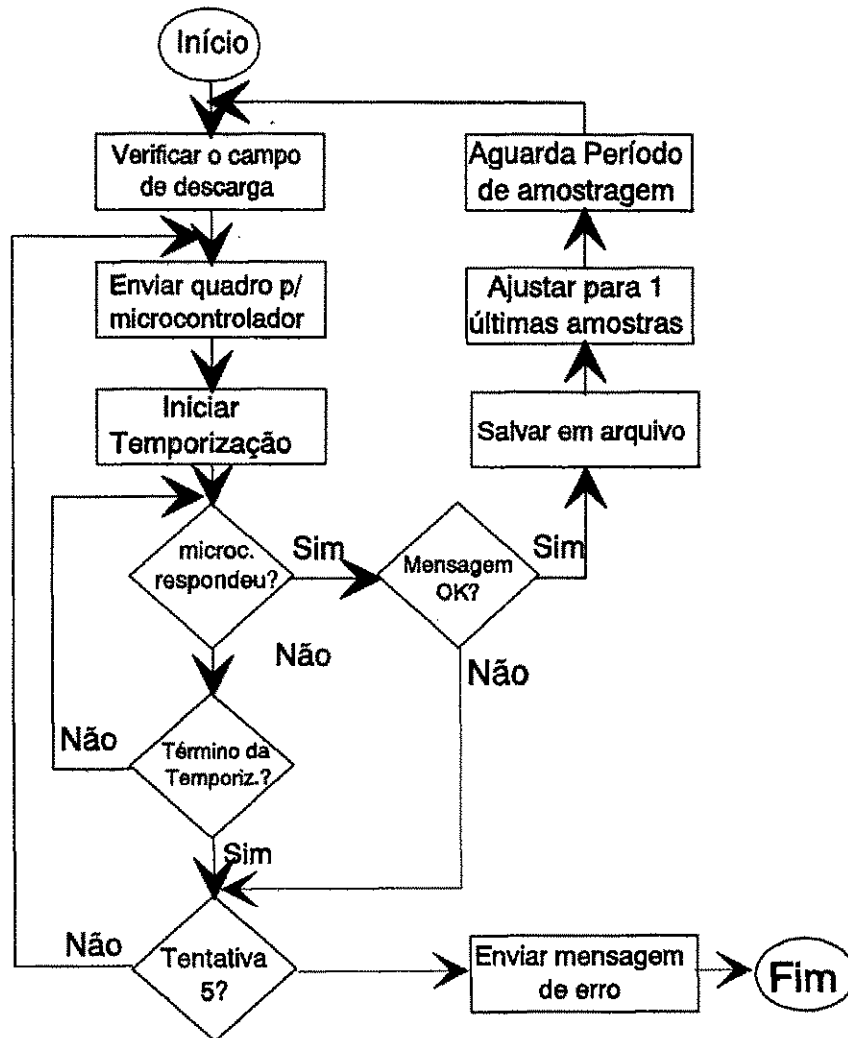 Início
Verificar o campo
de descarga
Enviar quadro p/
microcontrolador
Iniciar
Temporização
microc.
respondeu?
Sim
Mensagem
OK?
Sim
Salvar em arquivo
Ajustar para 1
últimas amostras
Aguarda Período
de amostragem
Não
Não
Término da
Temporiz.?
Não
Sim
Tentativa
5?
Não
Enviar mensagem
de erro
Fim